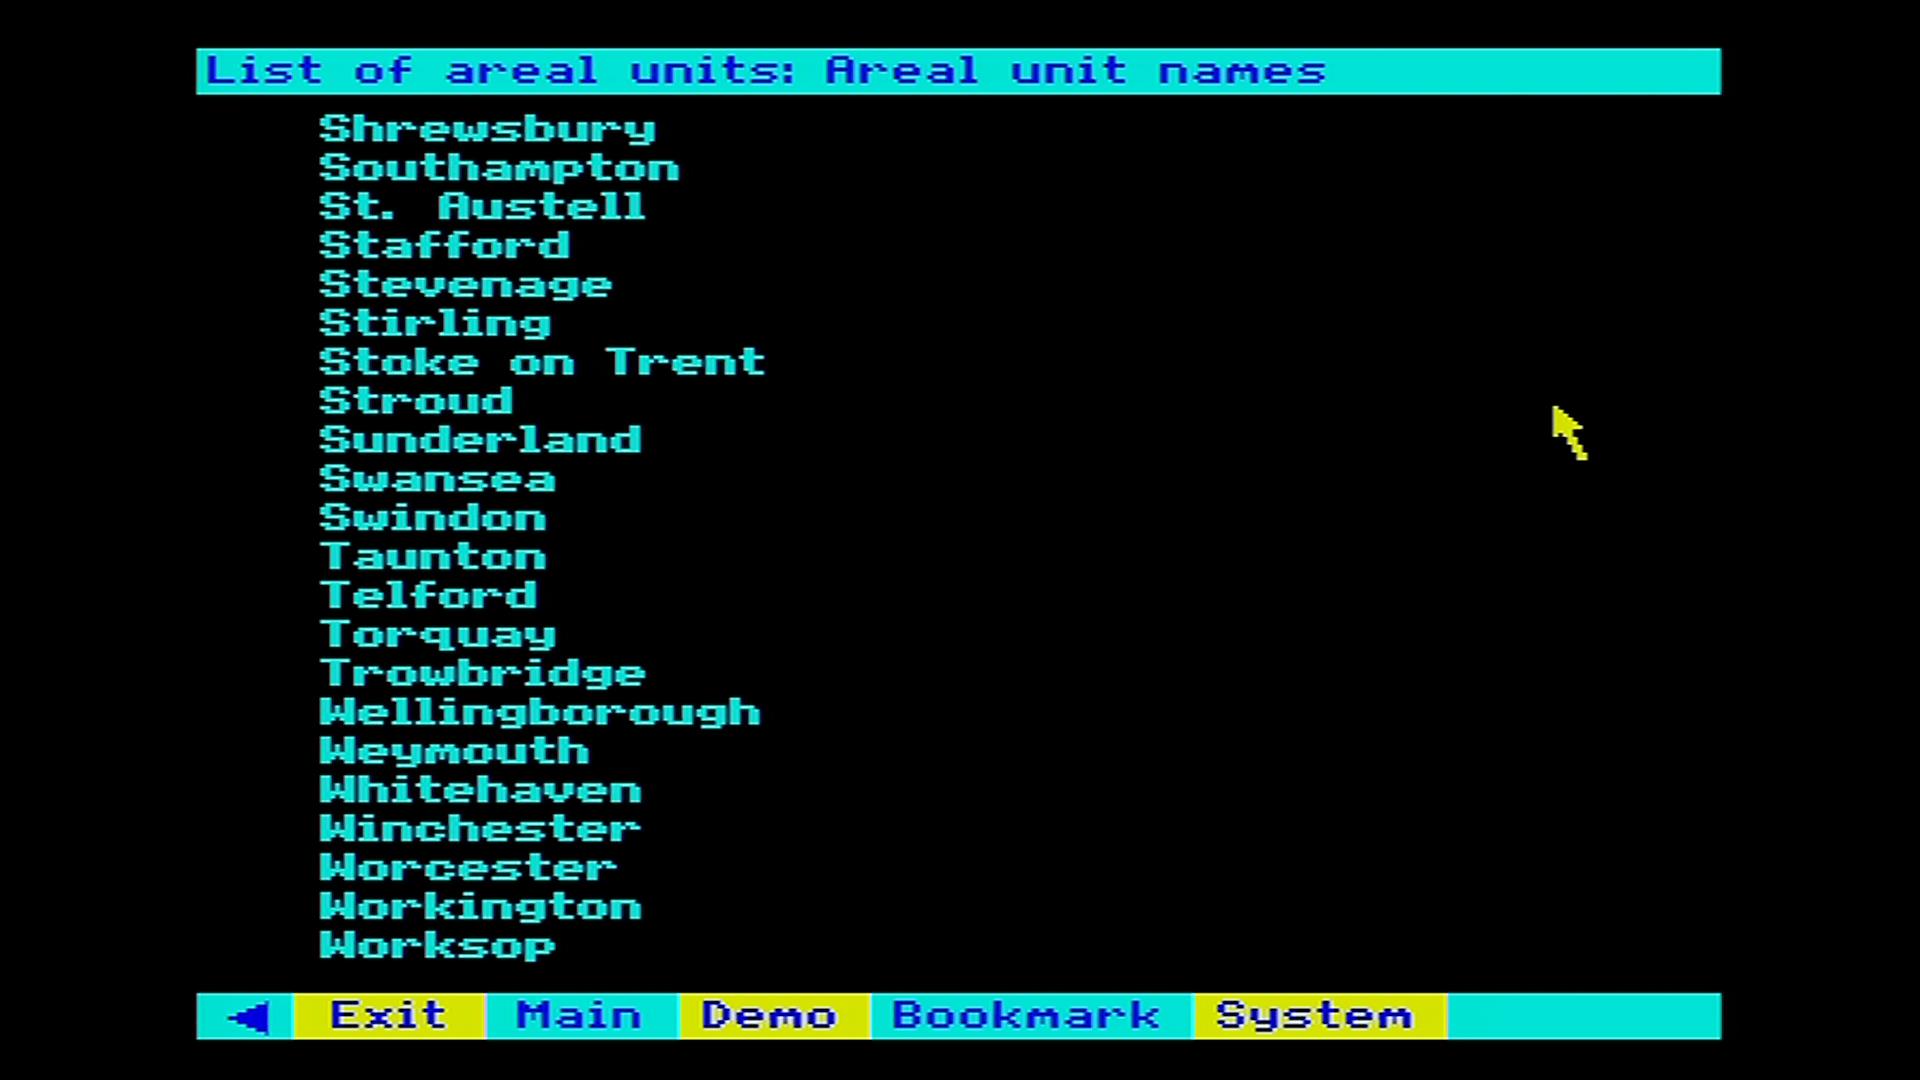 List of areal units: Areal unit names
Shrewsbury
Southampton
St. Austell
Stafford
Stevenage
Stirling
Stoke on Trent
Stroud
Sunderland
Swansea
Swindon
Taunton
Telford
Torquay
Trowbridge
Wellingborough
Weymouth
Whitehaven
Winchester
Worcester
Workington
Worksop
Exit Main Demo Bookmark System